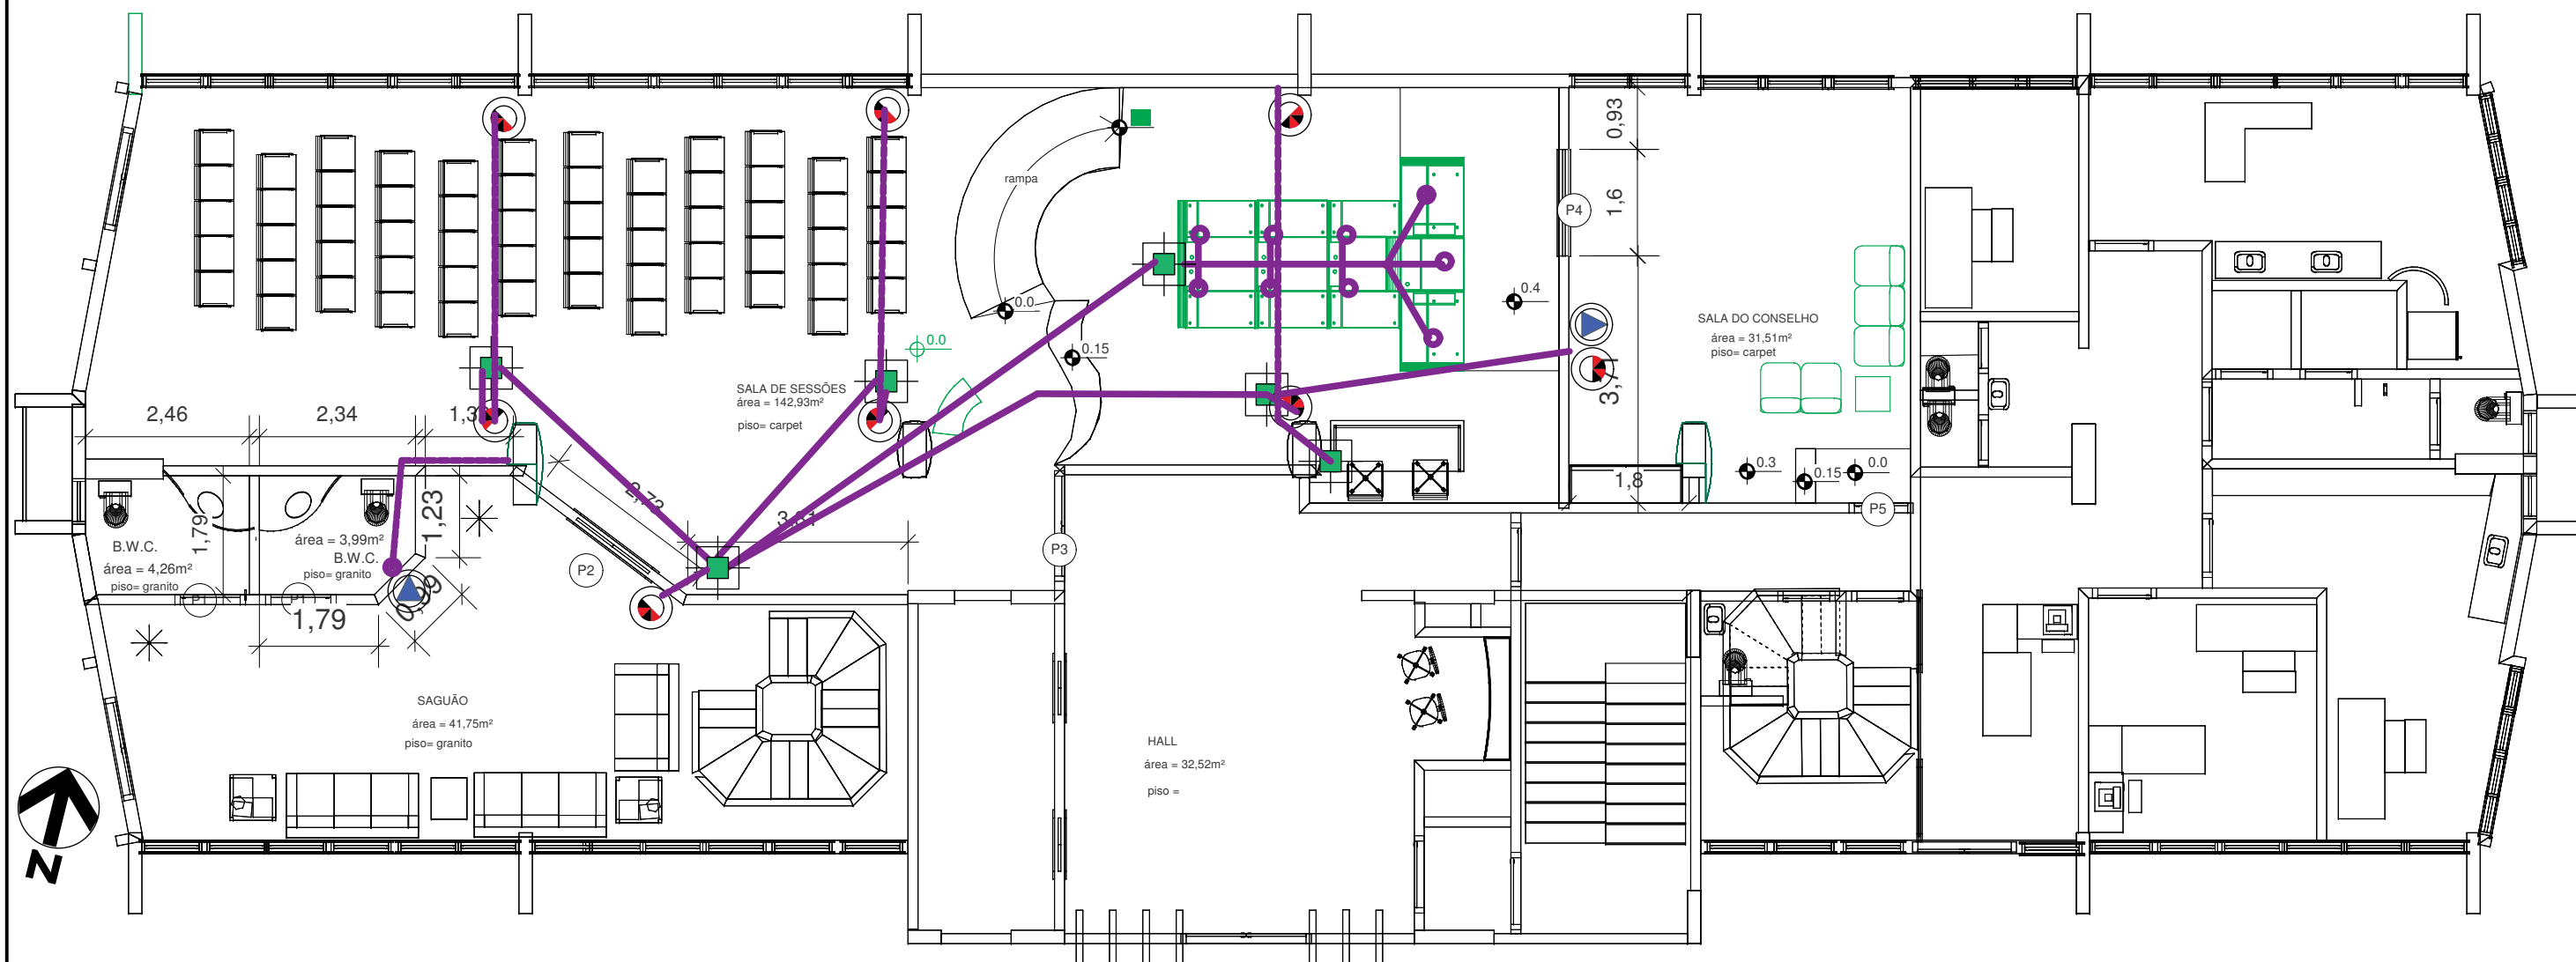 0,93
1,6
P4
rampa
0.0
0.4
0.0
0.15
SALA DE SESSÕES
área = 142,93m²
piso= carpet
SALA DO CONSELHO
área = 31,51m²
piso= carpet
2,46
2,34
1,79
1,23
B.W.C.
área = 4,26m²
piso= granito
área = 3,99m²
B.W.C.
piso= granito
P2
P3
1,8
0.3
0.15
0.0
P5
P1
1,79
SAGUÃO
área = 41,75m²
piso= granito
HALL
área = 32,52m²
piso =
N